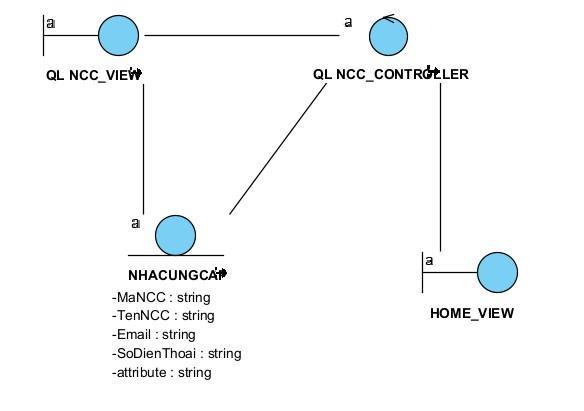 a
a
QL NCC_VIEW
QL NCC_CONTROLLER
a
NHACUNGCAP
-MaNCC : string
-TenNCC : string
-Email : string
-SoDienThoai : string
-attribute : string
a
HOME_VIEW